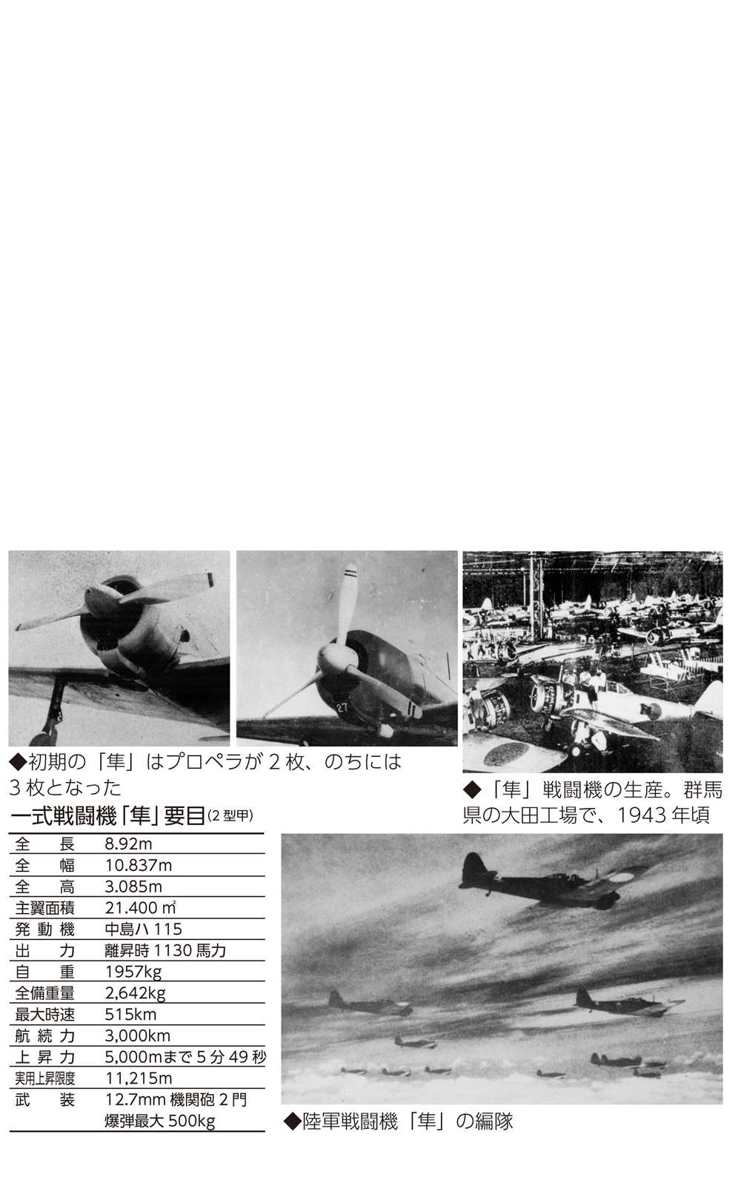 ◆初期の「隼」はプロペラが2枚、のちには
3枚となった
◆「隼」戦闘機の生産。群馬
県の大田工場で、1943年頃
一式戦闘機「隼」要目(2型甲)
全長 8.92m
全幅 10.837m
全高 3.085m
主翼面積 21.400㎡
発動機 中島ハ115
出力 離昇時1130馬力
自重 1957kg
全備重量 2,642kg
最大時速 515km
航続力 3,000km
上昇力 5,000mまで5分49秒
実用上昇限度 11,215m
武装 12.7mm機関砲2門
爆弾最大500kg
◆陸軍戦闘機「隼」の編隊
27